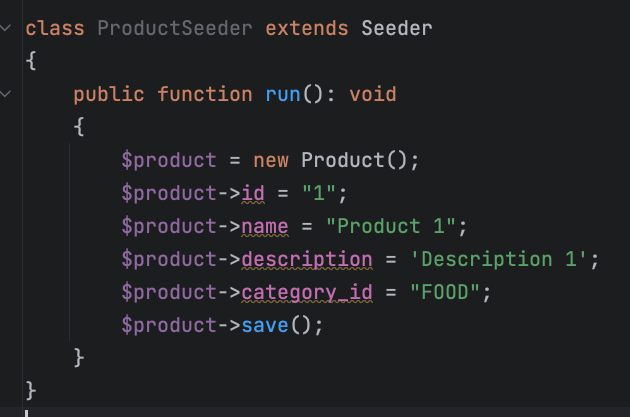 class ProductSeeder extends Seeder
{
    public function run(): void
    {
        $product = new Product();
        $product->id = "1";
        $product->name = "Product 1";
        $product->description = 'Description 1';
        $product->category_id = "FOOD";
        $product->save();
    }
}